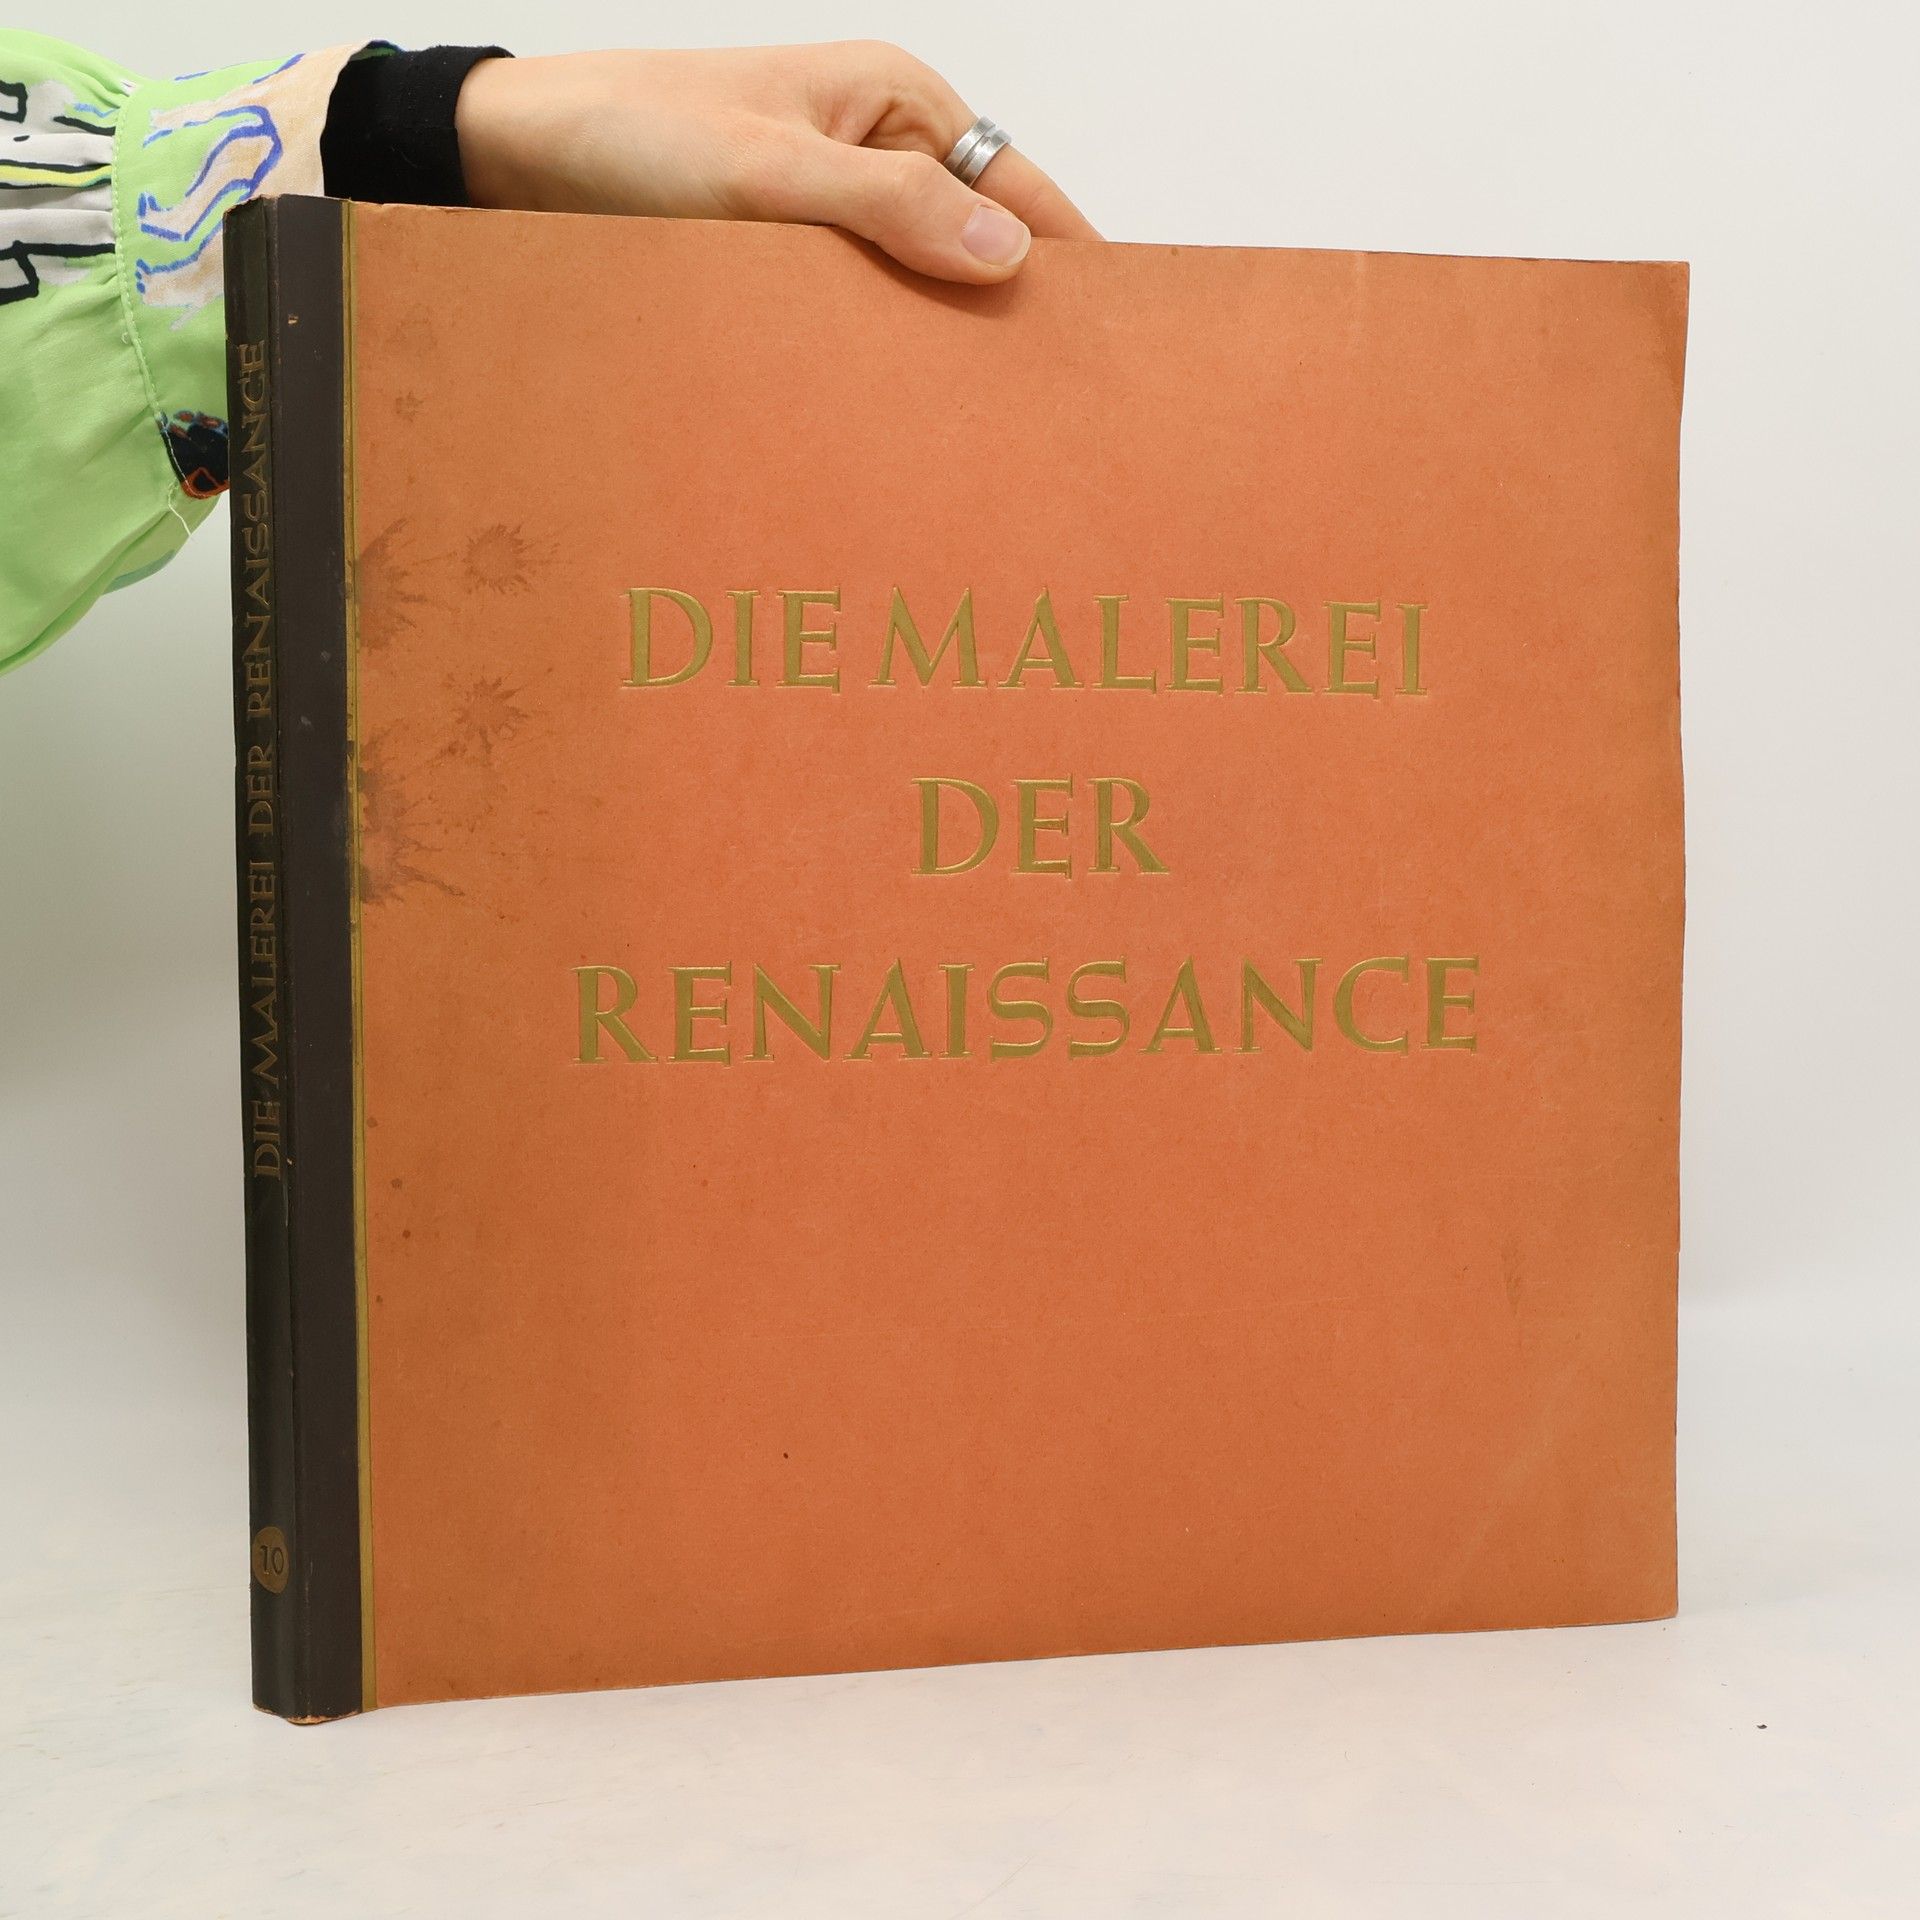 DIE MALEREI
DER
RENAISSANCE
DIE MALEREI DER RENAISSANCE
10